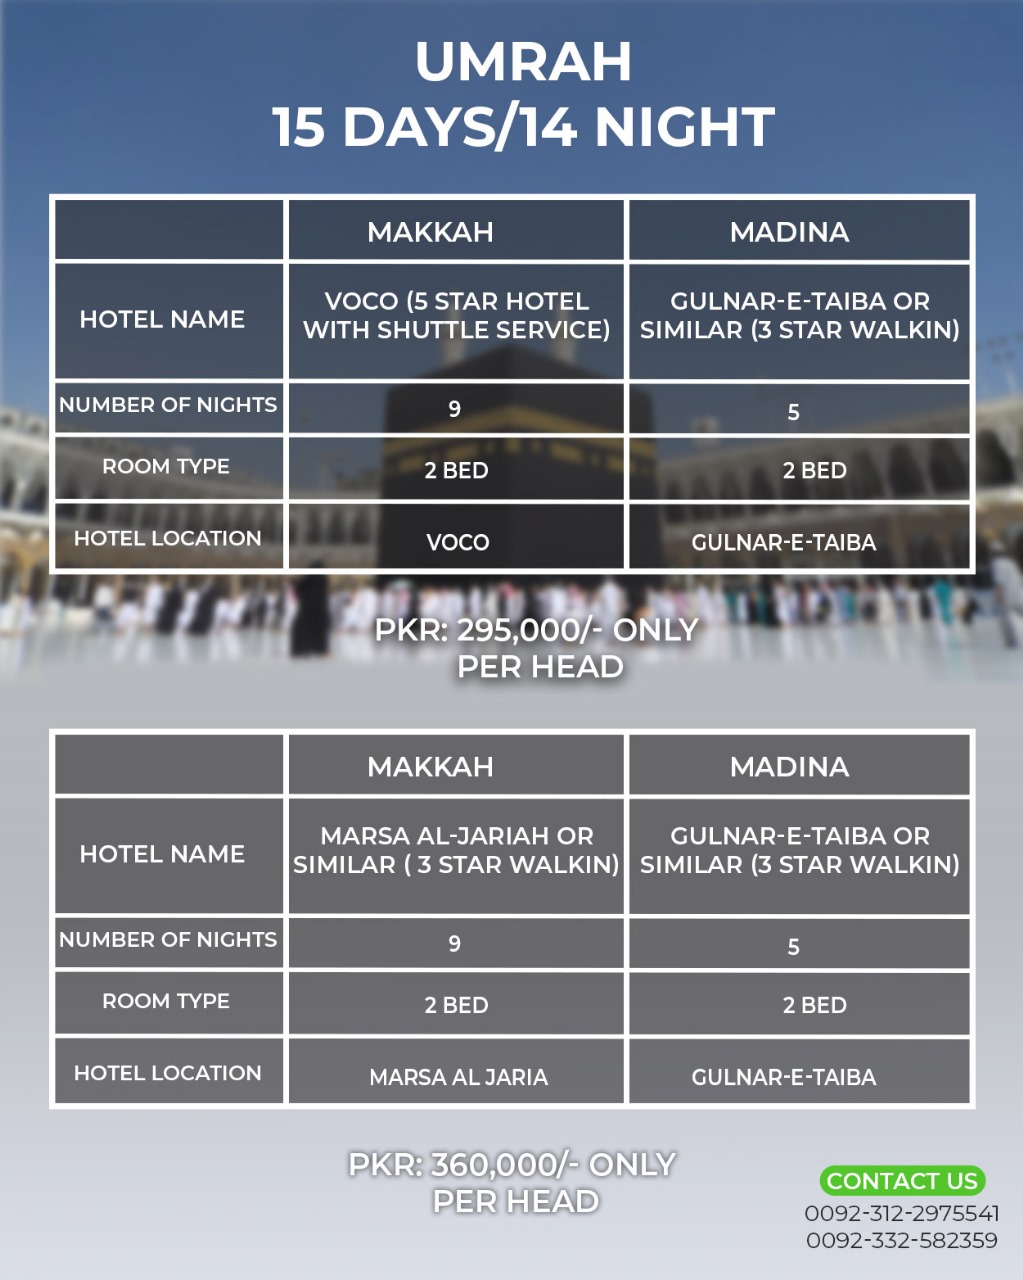 UMRAH
15 DAYS/14 NIGHT
MAKKAH MADINA
HOTEL NAME
VOCO (5 STAR HOTEL
WITH SHUTTLE SERVICE)
GULNAR-E-TAIBA OR
SIMILAR (3 STAR WALKIN)
NUMBER OF NIGHTS 9 5
ROOM TYPE 2 BED 2 BED
HOTEL LOCATION VOCO GULNAR-E-TAIBA
PKR: 295,000/- ONLY
PER HEAD
MAKKAH MADINA
HOTEL NAME
MARSA AL-JARIAH OR
SIMILAR ( 3 STAR WALKIN)
GULNAR-E-TAIBA OR
SIMILAR (3 STAR WALKIN)
NUMBER OF NIGHTS 9 5
ROOM TYPE 2 BED 2 BED
HOTEL LOCATION MARSA AL JARIA GULNAR-E-TAIBA
PKR: 360,000/- ONLY
PER HEAD
CONTACT US
0092-312-2975541
0092-332-582359